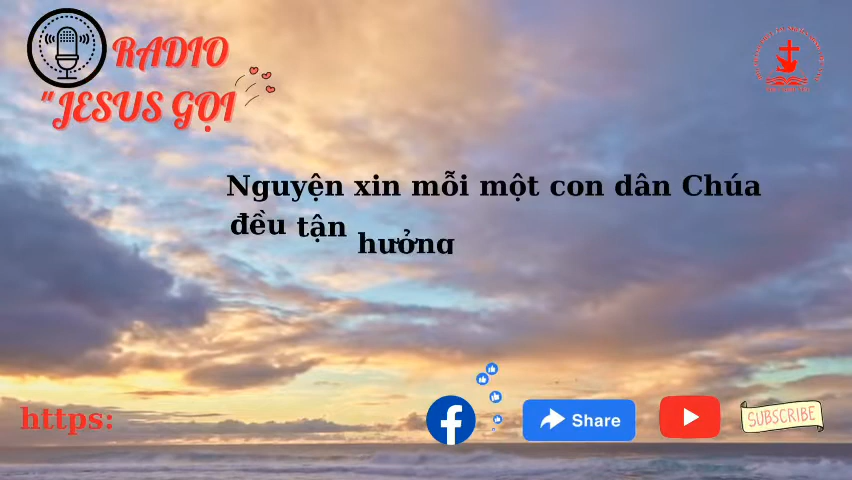 RADIO
"JESUS GỌI
Nguyện xin mỗi một con dân Chúa
đều tận hưởng
https:
Share
SUBSCRIBE